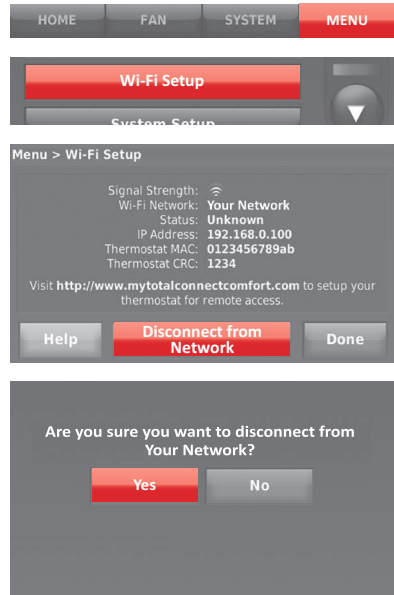 HOME FAN SYSTEM MENU
Wi-Fi Setup
System Setup
Menu > Wi-Fi Setup
Signal Strength:
Wi-Fi Network: Your Network
Status: Unknown
IP Address: 192.168.0.100
Thermostat MAC: 0123456789ab
Thermostat CRC: 1234
Visit http://www.mytotalconnectcomfort.com to setup your
thermostat for remote access.
Help
Disconnect from
Network
Done
Are you sure you want to disconnect from
Your Network?
Yes No